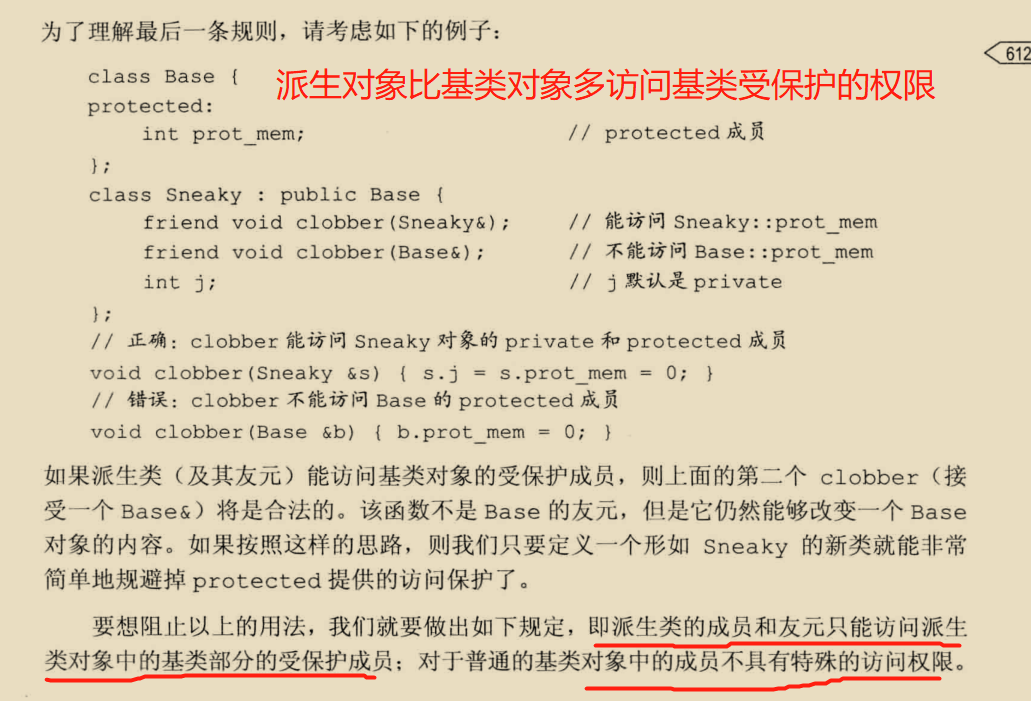 为了理解最后一条规则，请考虑如下的例子：
612
class Base {
派生对象比基类对象多访问基类受保护的权限
protected:
int prot_mem; // protected 成员
};
class Sneaky : public Base {
friend void clobber(Sneaky&); // 能访问 Sneaky::prot_mem
friend void clobber(Base&); // 不能访问 Base::prot_mem
int j; // j 默认是 private
};
// 正确：clobber 能访问 Sneaky 对象的 private 和 protected 成员
void clobber(Sneaky &s) { s.j = s.prot_mem = 0; }
// 错误：clobber 不能访问 Base 的 protected 成员
void clobber(Base &b) { b.prot_mem = 0; }
如果派生类（及其友元）能访问基类对象的受保护成员，则上面的第二个 clobber（接
受一个 Base&）将是合法的。该函数不是 Base 的友元，但是它仍然能够改变一个 Base
对象的内容。如果按照这样的思路，则我们只要定义一个形如 Sneaky 的新类就能非常
简单地规避掉 protected 提供的访问保护了。
要想阻止以上的用法，我们就要做出如下规定，即派生类的成员和友元只能访问派生
类对象中的基类部分的受保护成员；对于普通的基类对象中的成员不具有特殊的访问权限。